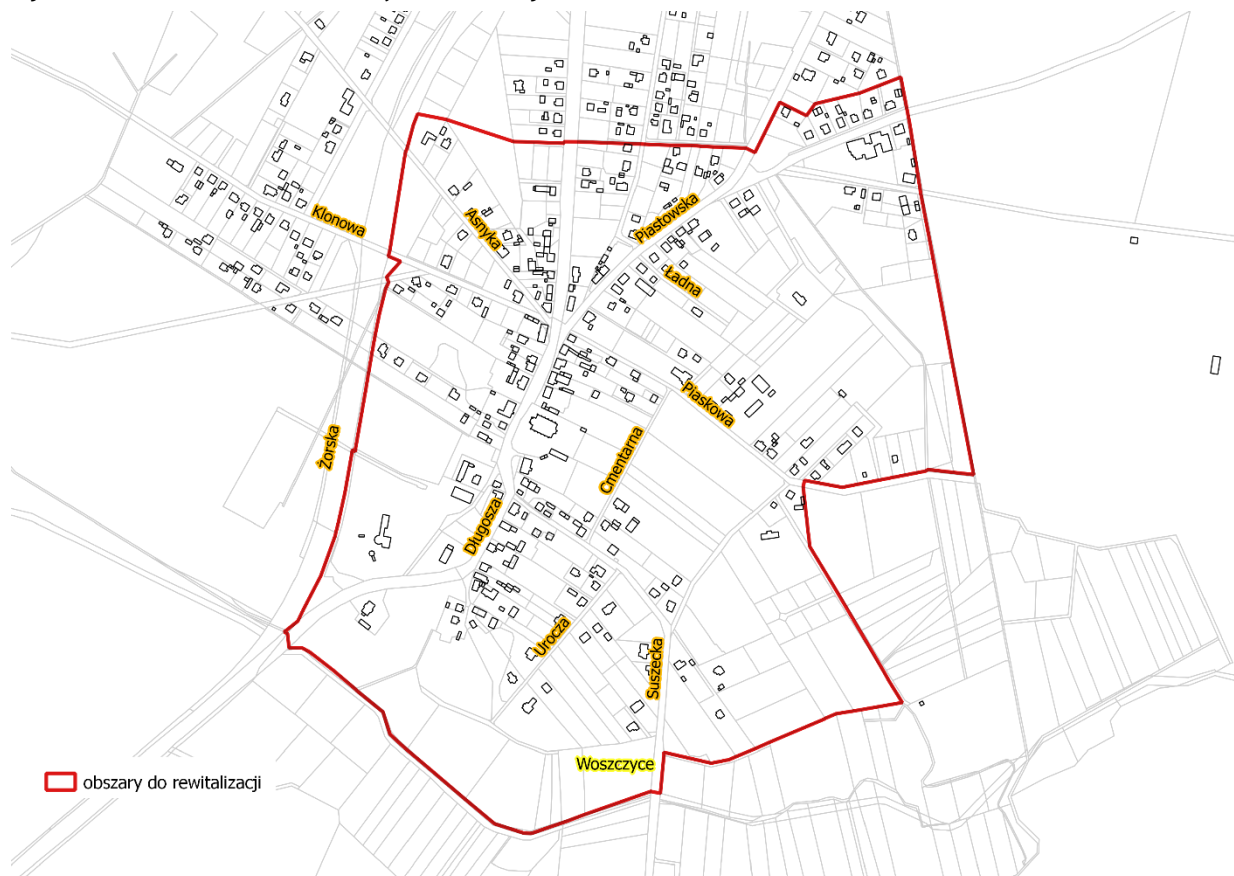 Klonowa
Asnyka
Piastowska
Ładna
Piaskowa
Żorska
Cmentarna
Długosza
Urocza
Suszecka
Woszczyce
obszary do rewitalizacji